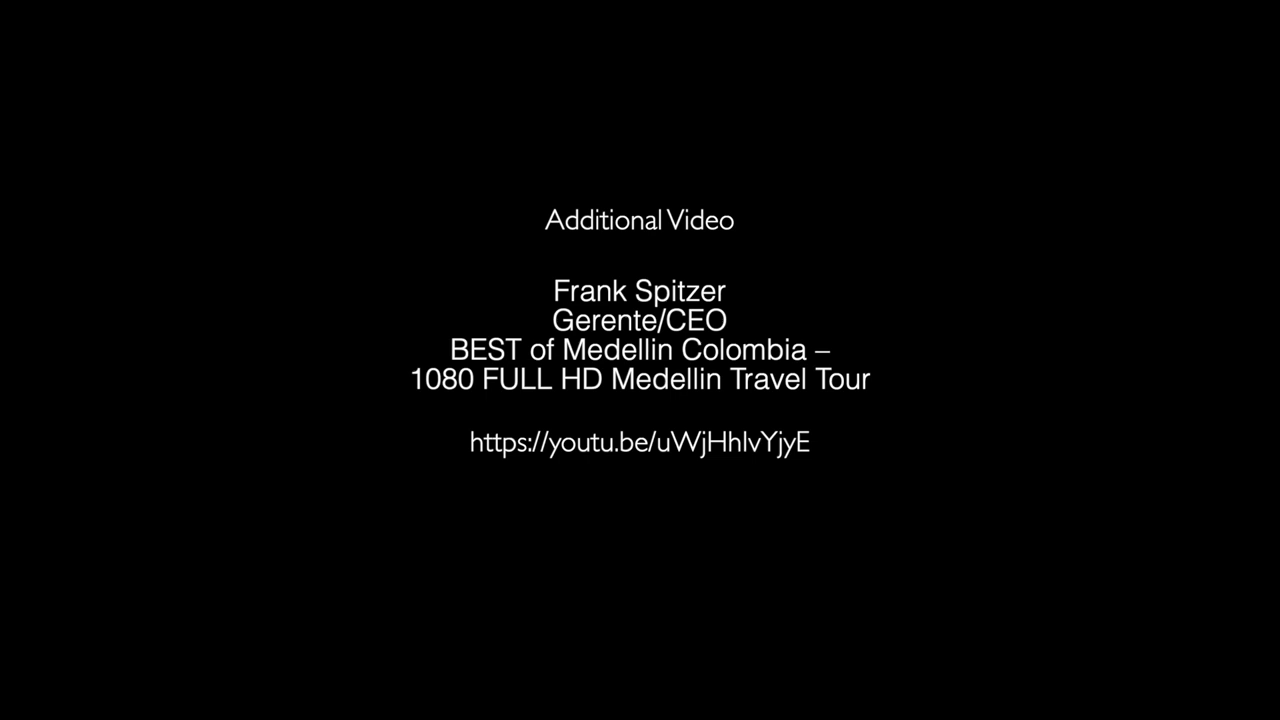 Additional Video
Frank Spitzer
Gerente/CEO
BEST of Medellin Colombia –
1080 FULL HD Medellin Travel Tour
https://youtu.be/uWjHhlvYjyE